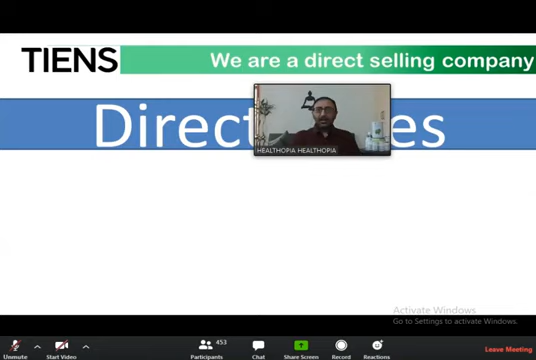 TIENS
We are a direct selling company
Direct
es
HEALTHOPIA HEALTHOPIA
Activate Windows
Go to Settings to activate Windows.
453
Unmute
Start Video
Participants
Chat
Share Screen
Record
Reactions
Leave Meeting